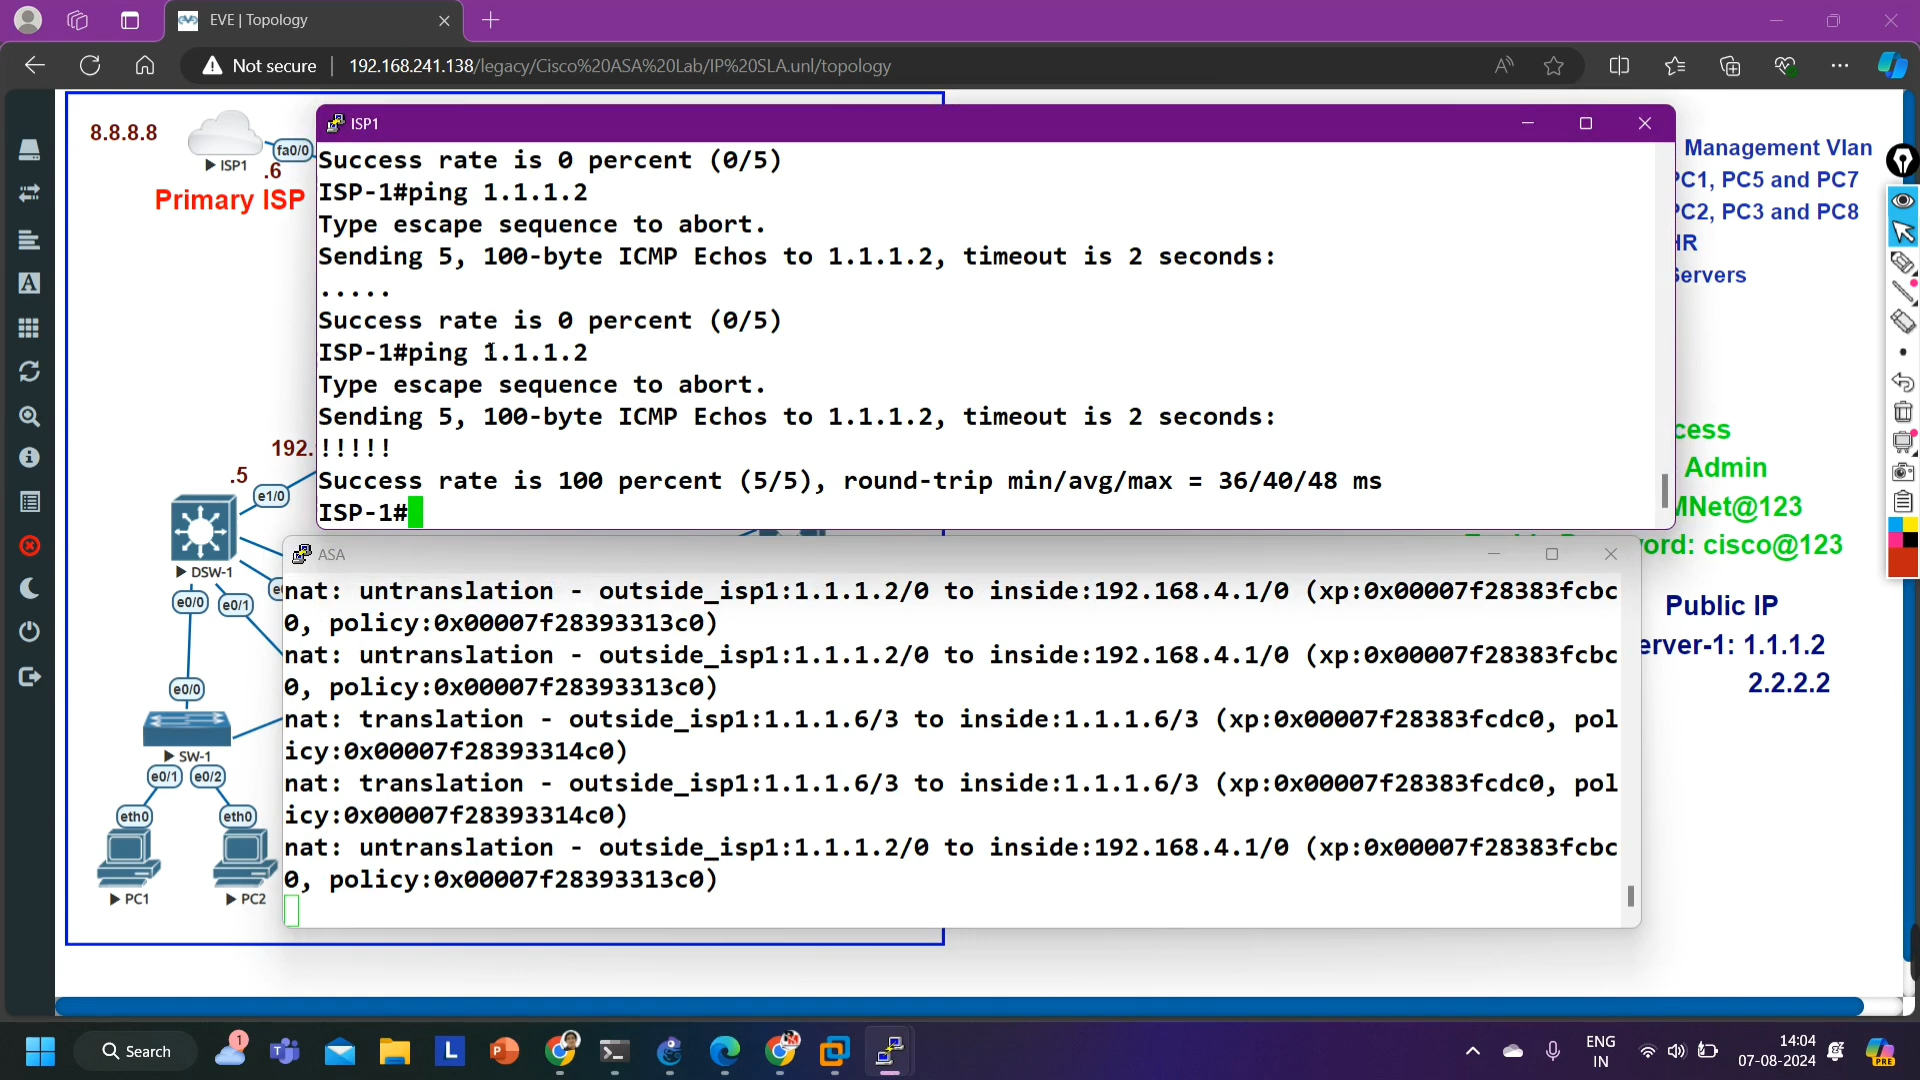 EVE | Topology
Not secure
192.168.241.138/legacy/Cisco%20ASA%20Lab/IP%20SLA.unl/topology
8.8.8.8
ISP1
fa0/0
.6
Primary ISP
ISP1
Success rate is 0 percent (0/5)
ISP-1#ping 1.1.1.2
Type escape sequence to abort.
Sending 5, 100-byte ICMP Echos to 1.1.1.2, timeout is 2 seconds:
.....
Success rate is 0 percent (0/5)
ISP-1#ping 1.1.1.2
Type escape sequence to abort.
Sending 5, 100-byte ICMP Echos to 1.1.1.2, timeout is 2 seconds:
!!!!!
Success rate is 100 percent (5/5), round-trip min/avg/max = 36/40/48 ms
ISP-1#
Management Vlan
PC1, PC5 and PC7
PC2, PC3 and PC8
HR
Servers
cess
Admin
MNet@123
ord: cisco@123
Public IP
erver-1: 1.1.1.2
2.2.2.2
192.
.5
e1/0
DSW-1
e0/0
e0/1
e0/0
SW-1
e0/1
e0/2
eth0
eth0
PC1
PC2
ASA
nat: untranslation - outside_isp1:1.1.1.2/0 to inside:192.168.4.1/0 (xp:0x00007f28383fcbc
0, policy:0x00007f28393313c0)
nat: untranslation - outside_isp1:1.1.1.2/0 to inside:192.168.4.1/0 (xp:0x00007f28383fcbc
0, policy:0x00007f28393313c0)
nat: translation - outside_isp1:1.1.1.6/3 to inside:1.1.1.6/3 (xp:0x00007f28383fcdc0, pol
icy:0x00007f28393314c0)
nat: translation - outside_isp1:1.1.1.6/3 to inside:1.1.1.6/3 (xp:0x00007f28383fcdc0, pol
icy:0x00007f28393314c0)
nat: untranslation - outside_isp1:1.1.1.2/0 to inside:192.168.4.1/0 (xp:0x00007f28383fcbc
0, policy:0x00007f28393313c0)
Search
1
ENG
IN
14:04
07-08-2024